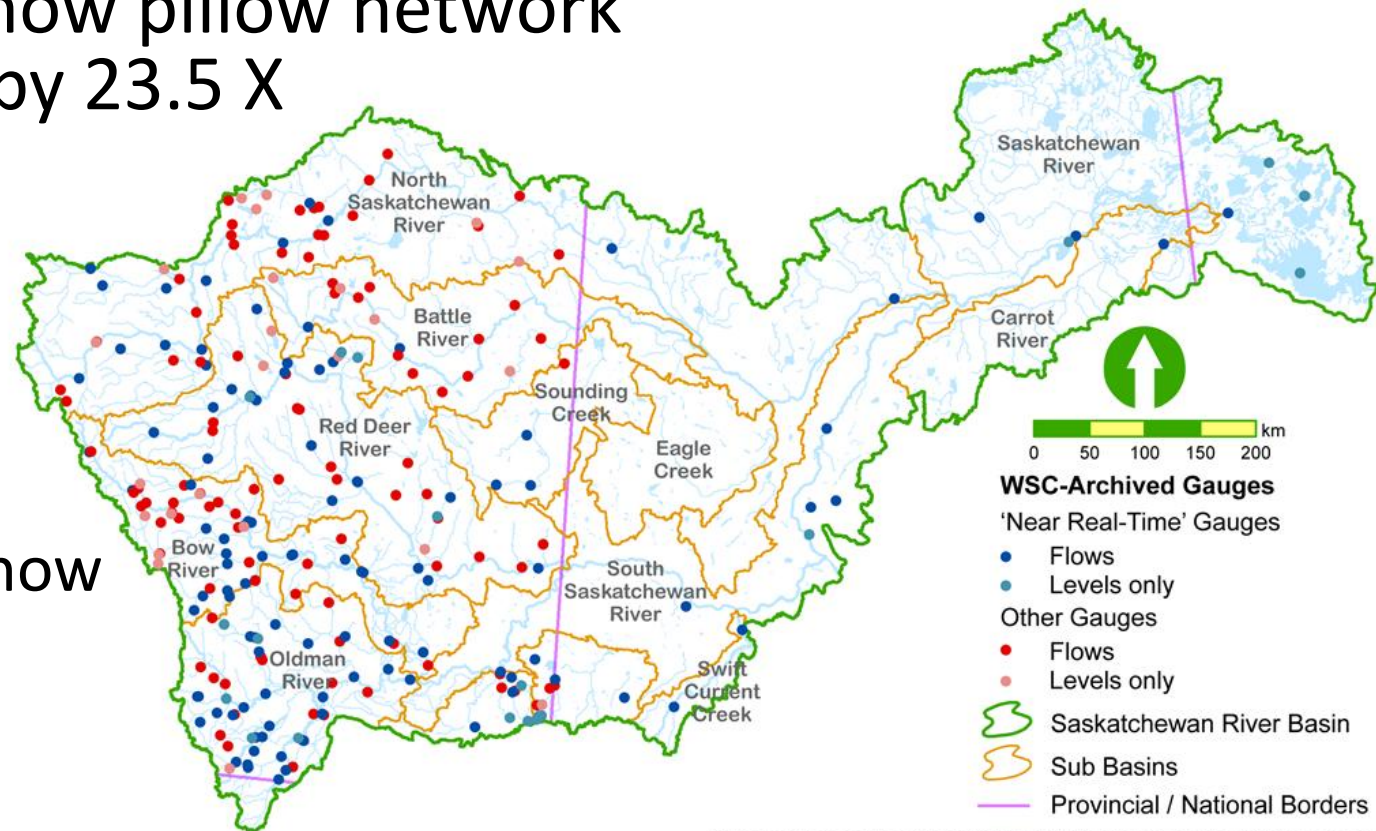 now pillow network
by 23.5 X
now
North
Saskatchewan
River
Battle
River
Sounding
Creek
Red Deer
River
Eagle
Creek
Bow
River
South
Saskatchewan
River
Oldman
River
Swift
Current
Creek
Saskatchewan
River
Carrot
River
km
0 50 100 150 200
WSC-Archived Gauges
‘Near Real-Time’ Gauges
Flows
Levels only
Other Gauges
Flows
Levels only
Saskatchewan River Basin
Sub Basins
Provincial / National Borders